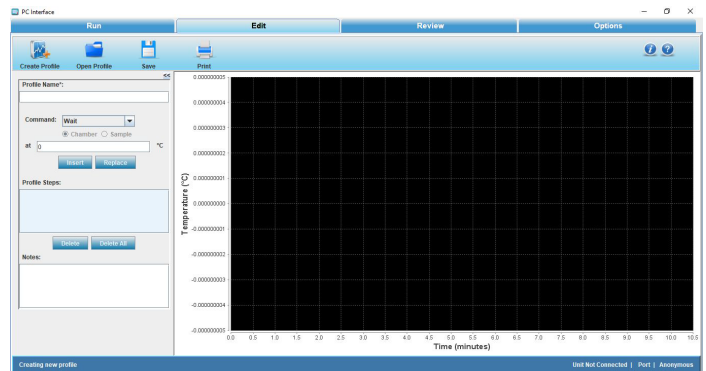 PC Interface
Run Edit Review Options
Create Profile Open Profile Save Print
<<
Profile Name*:
Command: Wait
Chamber Sample
at 0 °C
Insert Replace
Profile Steps:
Delete Delete All
Notes:
0.000000005
0.000000004
0.000000003
0.000000002
0.000000001
0.000000000
-0.000000001
-0.000000002
-0.000000003
-0.000000004
-0.000000005
Temperature (°C)
0.0 0.5 1.0 1.5 2.0 2.5 3.0 3.5 4.0 4.5 5.0 5.5 6.0 6.5 7.0 7.5 8.0 8.5 9.0 9.5 10.0 10.5
Time (minutes)
Creating new profile
Unit Not Connected | Port | Anonymous